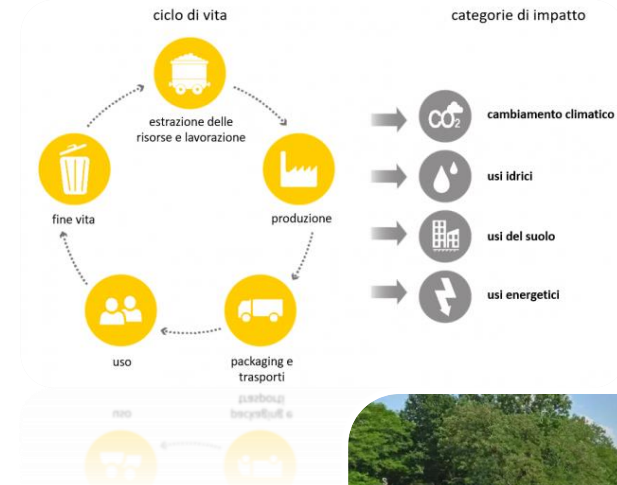 ciclo di vita
categorie di impatto
estrazione delle
risorse e lavorazione
CO₂
cambiamento climatico
usi idrici
fine vita
produzione
usi del suolo
usi energetici
uso
packaging e
trasporti